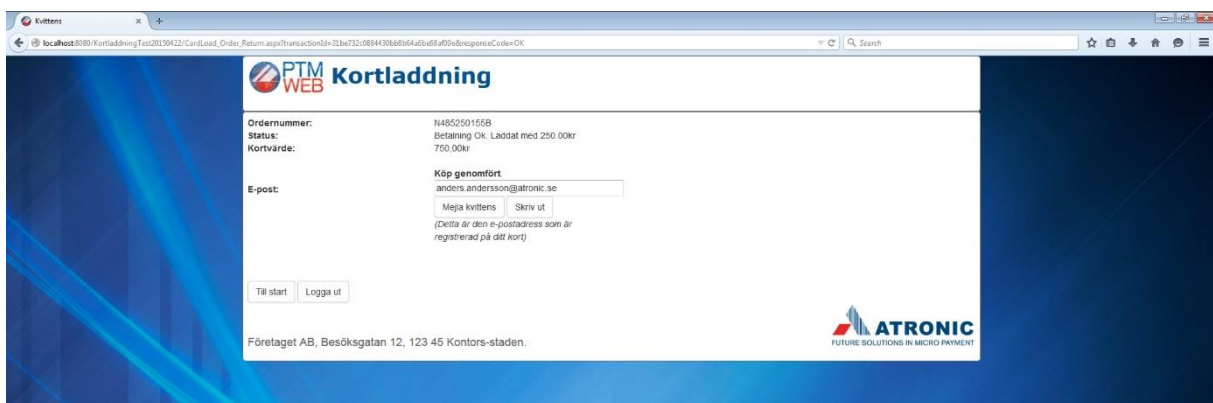 Kvittens
localhost:8080/KortladdningTest20150422/CardLoad_Order_Return.aspx?transactionId=31be732c0884430bb8b64a6be68af09e&responseCode=OK
Search
PTM WEB Kortladdning
Ordernummer: N485250155B
Status: Betalning Ok. Laddat med 250.00kr
Kortvärde: 750,00kr
Köp genomfört
E-post: anders.andersson@atronic.se
Mejla kvittens Skriv ut
(Detta är den e-postadress som är
registrerad på ditt kort)
Till start Logga ut
ATRONIC
FUTURE SOLUTIONS IN MICRO PAYMENT
Företaget AB, Besöksgatan 12, 123 45 Kontors-staden.